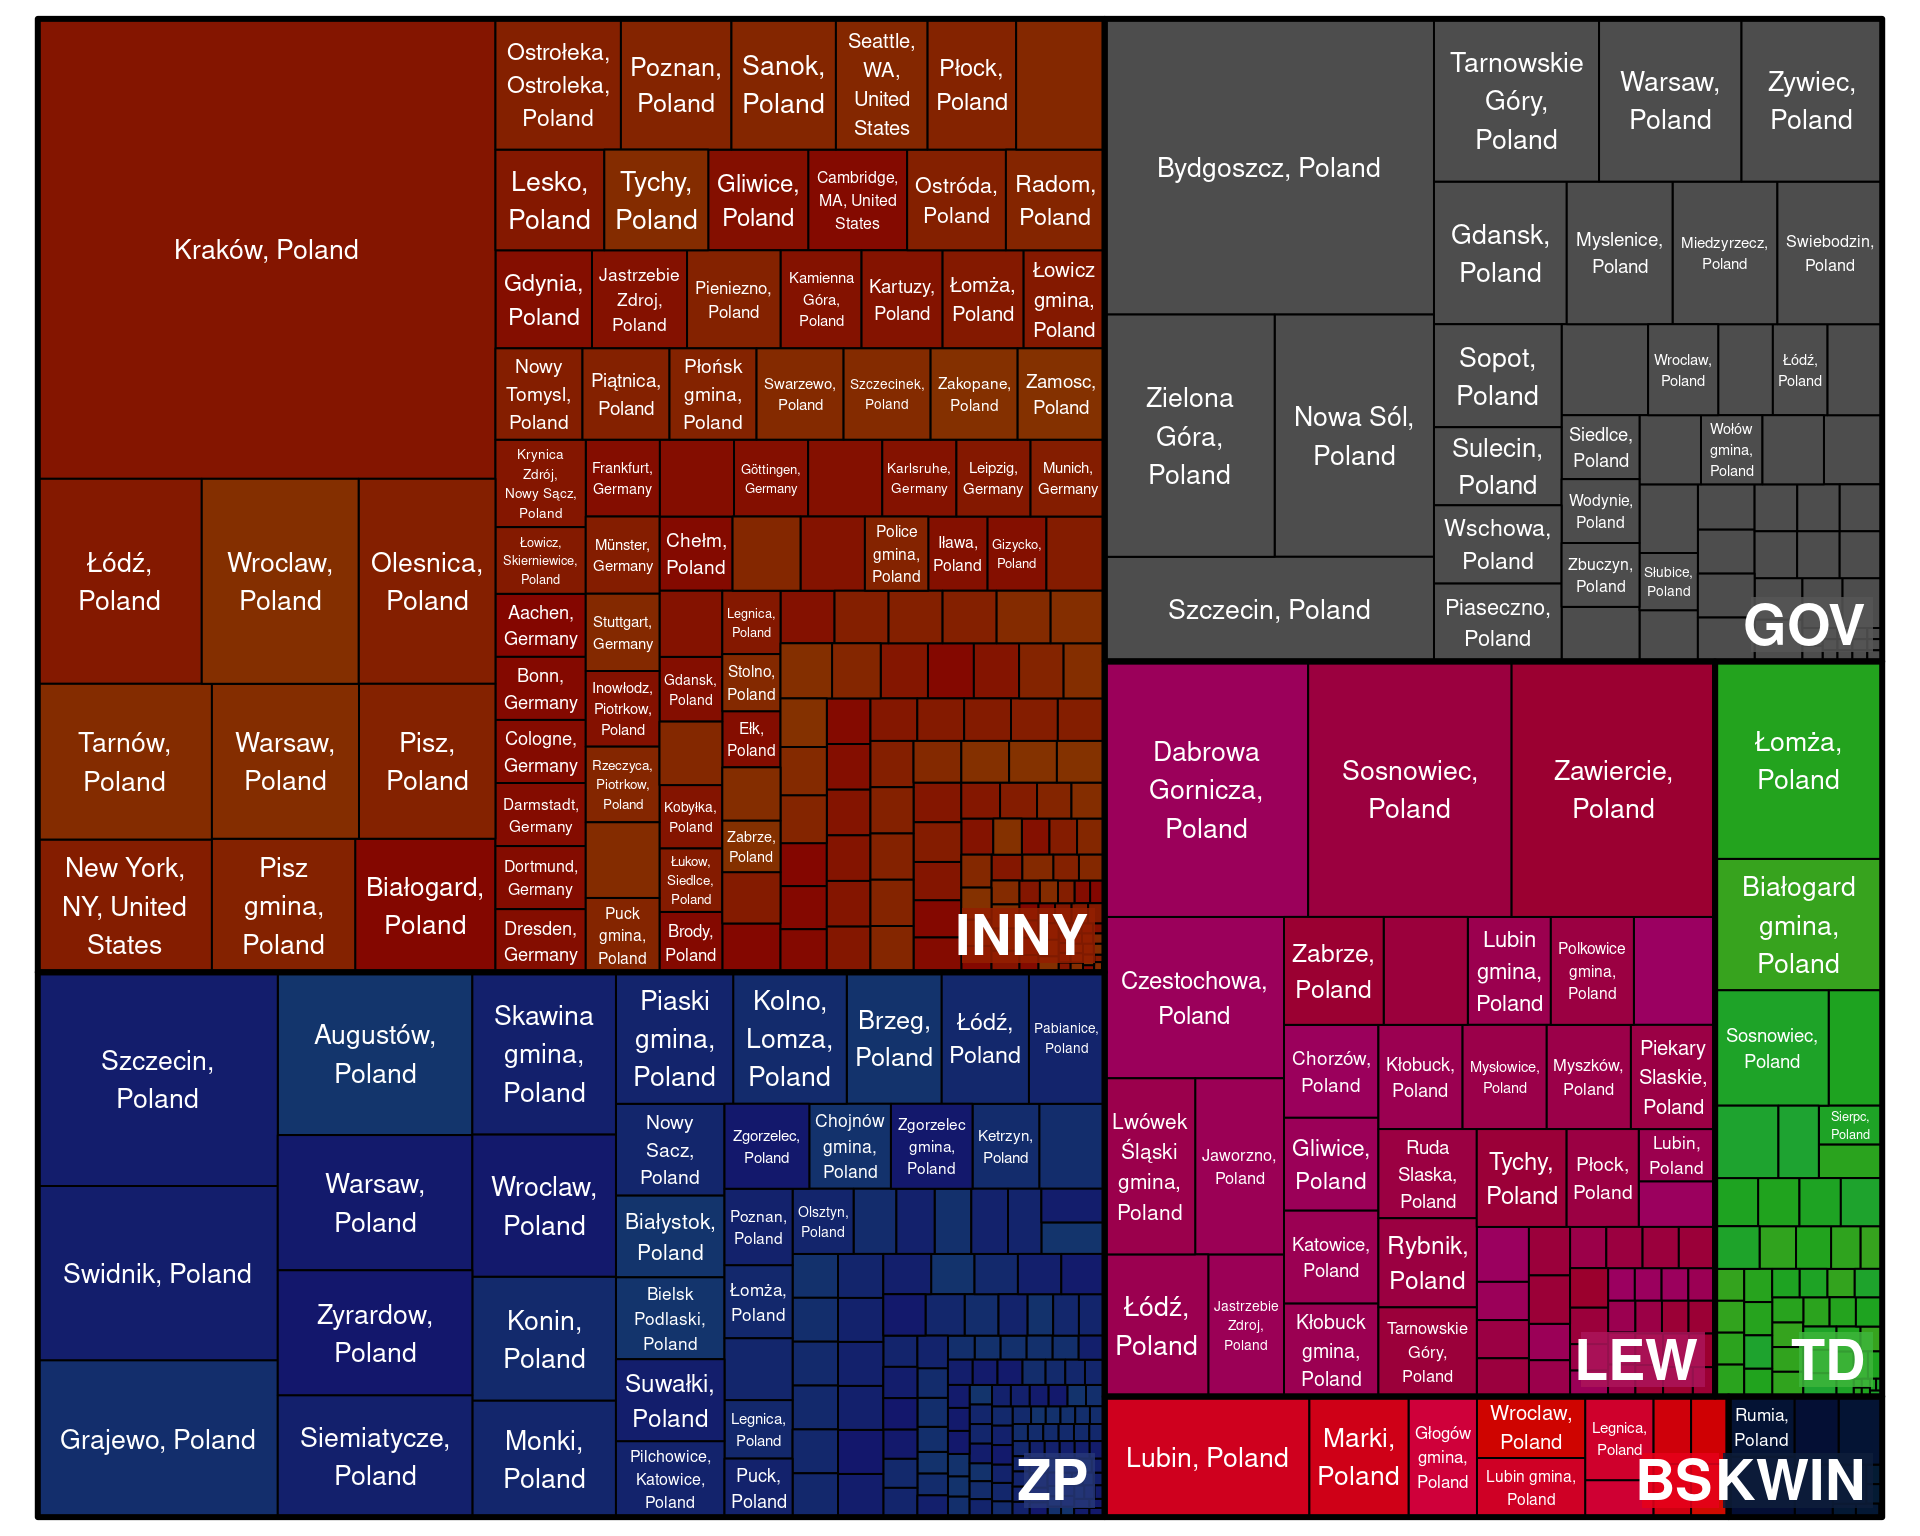 Kraków, Poland
Łódź,
Poland
Wroclaw,
Poland
Olesnica,
Poland
Tarnów,
Poland
Warsaw,
Poland
Pisz,
Poland
New York,
NY, United
States
Pisz
gmina,
Poland
Białogard,
Poland
Ostrołeka,
Ostroleka,
Poland
Poznan,
Poland
Sanok,
Poland
Seattle,
WA,
United
States
Płock,
Poland
Lesko,
Poland
Tychy,
Poland
Gliwice,
Poland
Cambridge,
MA, United
States
Ostróda,
Poland
Radom,
Poland
Gdynia,
Poland
Jastrzebie
Zdroj,
Poland
Pieniezno,
Poland
Kamienna
Góra,
Poland
Kartuzy,
Poland
Łomża,
Poland
Łowicz
gmina,
Poland
Nowy
Tomysl,
Poland
Piątnica,
Poland
Płońsk
gmina,
Poland
Swarzewo,
Poland
Szczecinek,
Poland
Zakopane,
Poland
Zamosc,
Poland
Krynica
Zdrój,
Nowy Sącz,
Poland
Frankfurt,
Germany
Göttingen,
Germany
Karlsruhe,
Germany
Leipzig,
Germany
Munich,
Germany
Łowicz,
Skierniewice,
Poland
Münster,
Germany
Chełm,
Poland
Police
gmina,
Poland
Iława,
Poland
Gizycko,
Poland
Aachen,
Germany
Stuttgart,
Germany
Legnica,
Poland
Bonn,
Germany
Inowłodz,
Piotrkow,
Poland
Gdansk,
Poland
Stolno,
Poland
Cologne,
Germany
Ełk,
Poland
Rzeczyca,
Piotrkow,
Poland
Darmstadt,
Germany
Kobyłka,
Poland
Zabrze,
Poland
Dortmund,
Germany
Łukow,
Siedlce,
Poland
Dresden,
Germany
Puck
gmina,
Poland
Brody,
Poland
INNY
Bydgoszcz, Poland
Tarnowskie
Góry,
Poland
Warsaw,
Poland
Zywiec,
Poland
Gdansk,
Poland
Myslenice,
Poland
Miedzyrzecz,
Poland
Swiebodzin,
Poland
Zielona
Góra,
Poland
Nowa Sól,
Poland
Szczecin, Poland
Sopot,
Poland
Wroclaw,
Poland
Łódź,
Poland
Sulecin,
Poland
Siedlce,
Poland
Wołów
gmina,
Poland
Wschowa,
Poland
Wodynie,
Poland
Zbuczyn,
Poland
Słubice,
Poland
Piaseczno,
Poland
GOV
Dabrowa
Gornicza,
Poland
Sosnowiec,
Poland
Zawiercie,
Poland
Czestochowa,
Poland
Zabrze,
Poland
Lubin
gmina,
Poland
Polkowice
gmina,
Poland
Chorzów,
Poland
Kłobuck,
Poland
Mysłowice,
Poland
Myszków,
Poland
Piekary
Slaskie,
Poland
Lwówek
Śląski
gmina,
Poland
Jaworzno,
Poland
Gliwice,
Poland
Ruda
Slaska,
Poland
Tychy,
Poland
Płock,
Poland
Lubin,
Poland
Katowice,
Poland
Rybnik,
Poland
Łódź,
Poland
Jastrzebie
Zdroj,
Poland
Kłobuck
gmina,
Poland
Tarnowskie
Góry,
Poland
LEW
Łomża,
Poland
Białogard
gmina,
Poland
Sosnowiec,
Poland
Sierpc,
Poland
TD
Szczecin,
Poland
Augustów,
Poland
Skawina
gmina,
Poland
Piaski
gmina,
Poland
Kolno,
Lomza,
Poland
Brzeg,
Poland
Łódź,
Poland
Pabianice,
Poland
Swidnik, Poland
Warsaw,
Poland
Wroclaw,
Poland
Nowy
Sacz,
Poland
Zgorzelec,
Poland
Chojnów
gmina,
Poland
Zgorzelec
gmina,
Poland
Ketrzyn,
Poland
Białystok,
Poland
Poznan,
Poland
Olsztyn,
Poland
Zyrardow,
Poland
Konin,
Poland
Bielsk
Podlaski,
Poland
Łomża,
Poland
Grajewo, Poland
Siemiatycze,
Poland
Monki,
Poland
Suwałki,
Poland
Legnica,
Poland
Pilchowice,
Katowice,
Poland
Puck,
Poland
ZP
Lubin, Poland
Marki,
Poland
Głogów
gmina,
Poland
Wroclaw,
Poland
Lubin gmina,
Poland
Legnica,
Poland
BS
Rumia,
Poland
KWIN